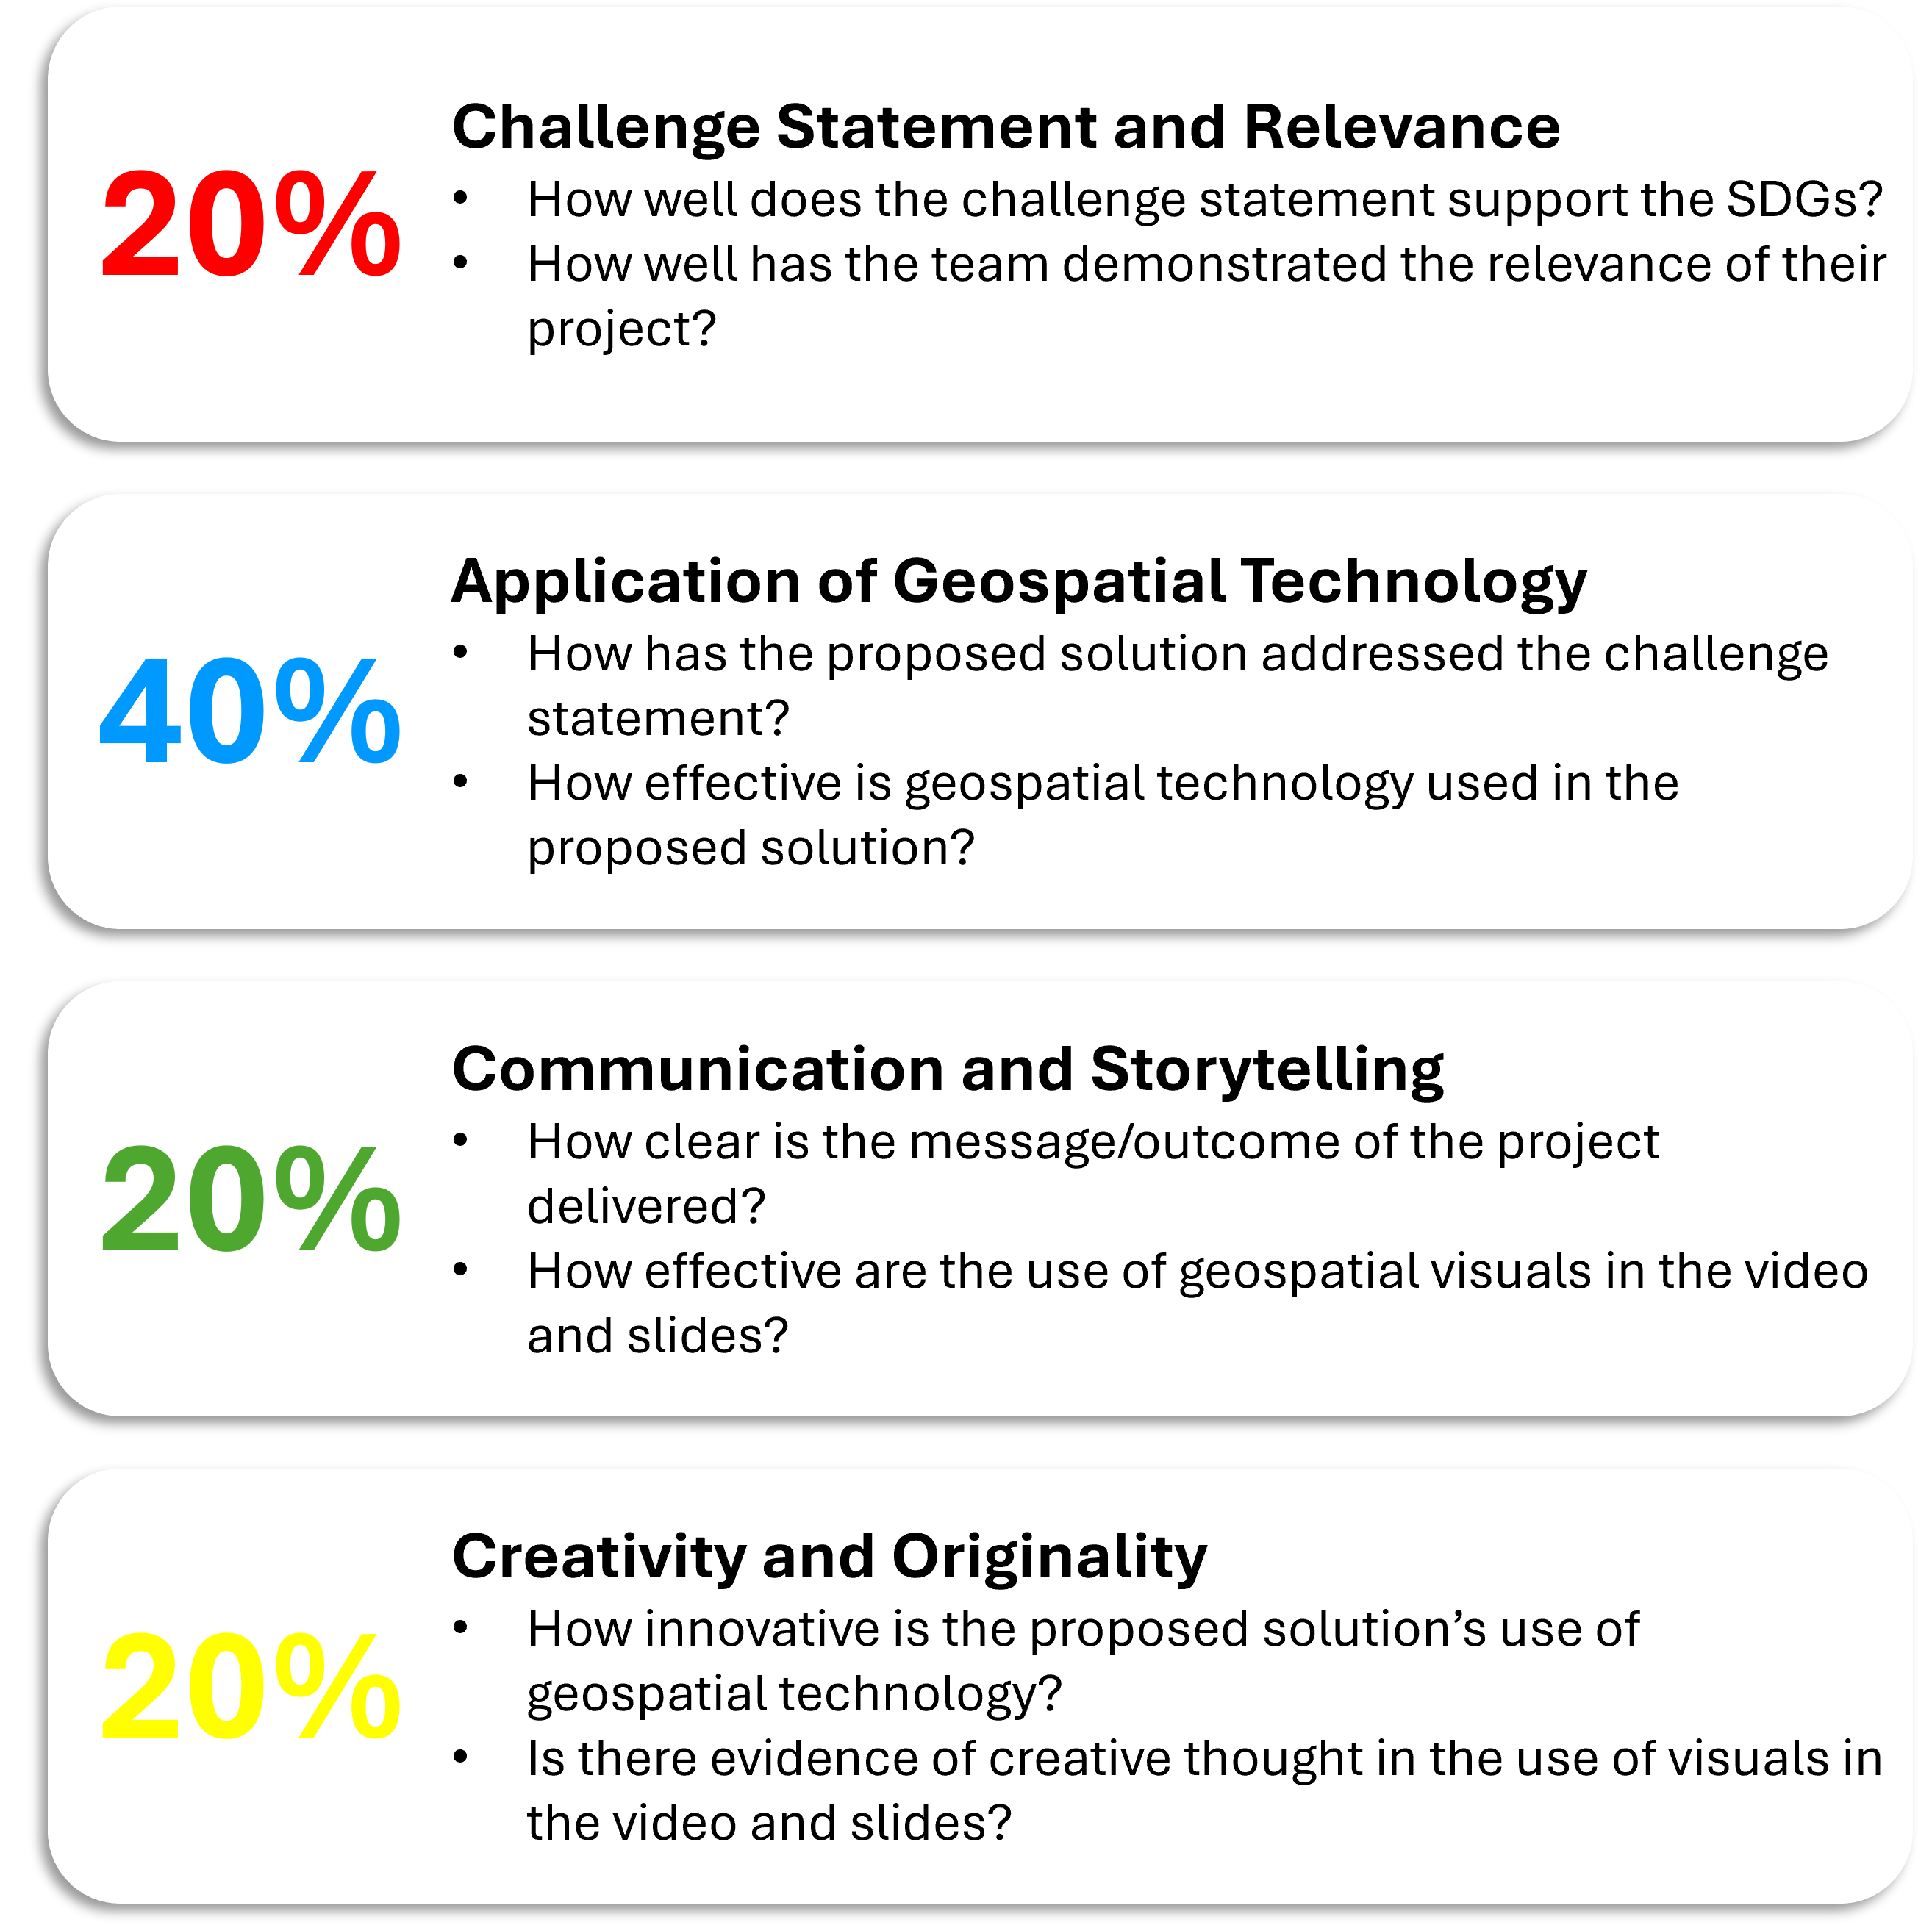 20%
Challenge Statement and Relevance
• How well does the challenge statement support the SDGs?
• How well has the team demonstrated the relevance of their
project?
40%
Application of Geospatial Technology
• How has the proposed solution addressed the challenge
statement?
• How effective is geospatial technology used in the
proposed solution?
20%
Communication and Storytelling
• How clear is the message/outcome of the project
delivered?
• How effective are the use of geospatial visuals in the video
and slides?
20%
Creativity and Originality
• How innovative is the proposed solution’s use of
geospatial technology?
• Is there evidence of creative thought in the use of visuals in
the video and slides?